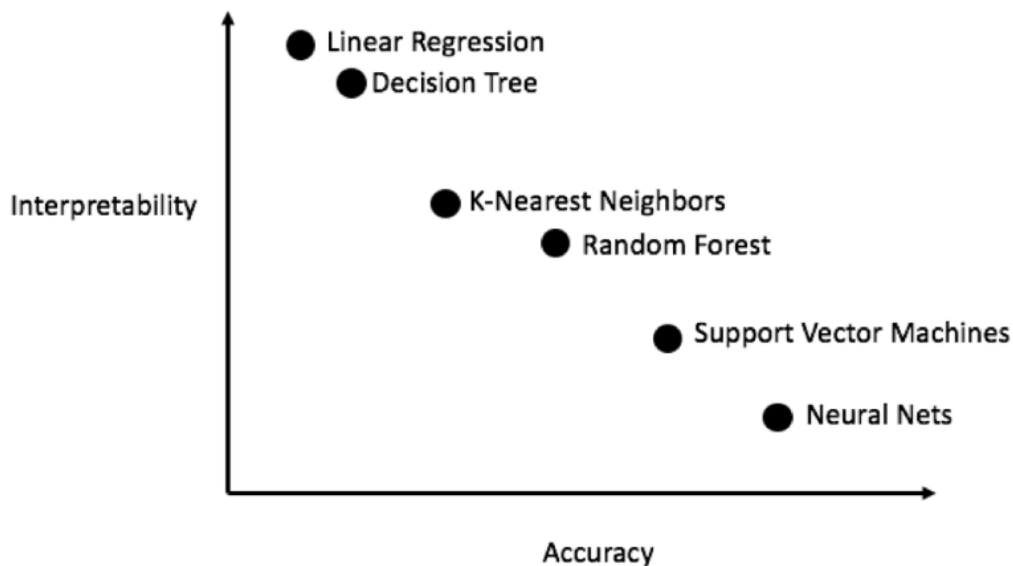 Linear Regression
Decision Tree
Interpretability
K-Nearest Neighbors
Random Forest
Support Vector Machines
Neural Nets
Accuracy